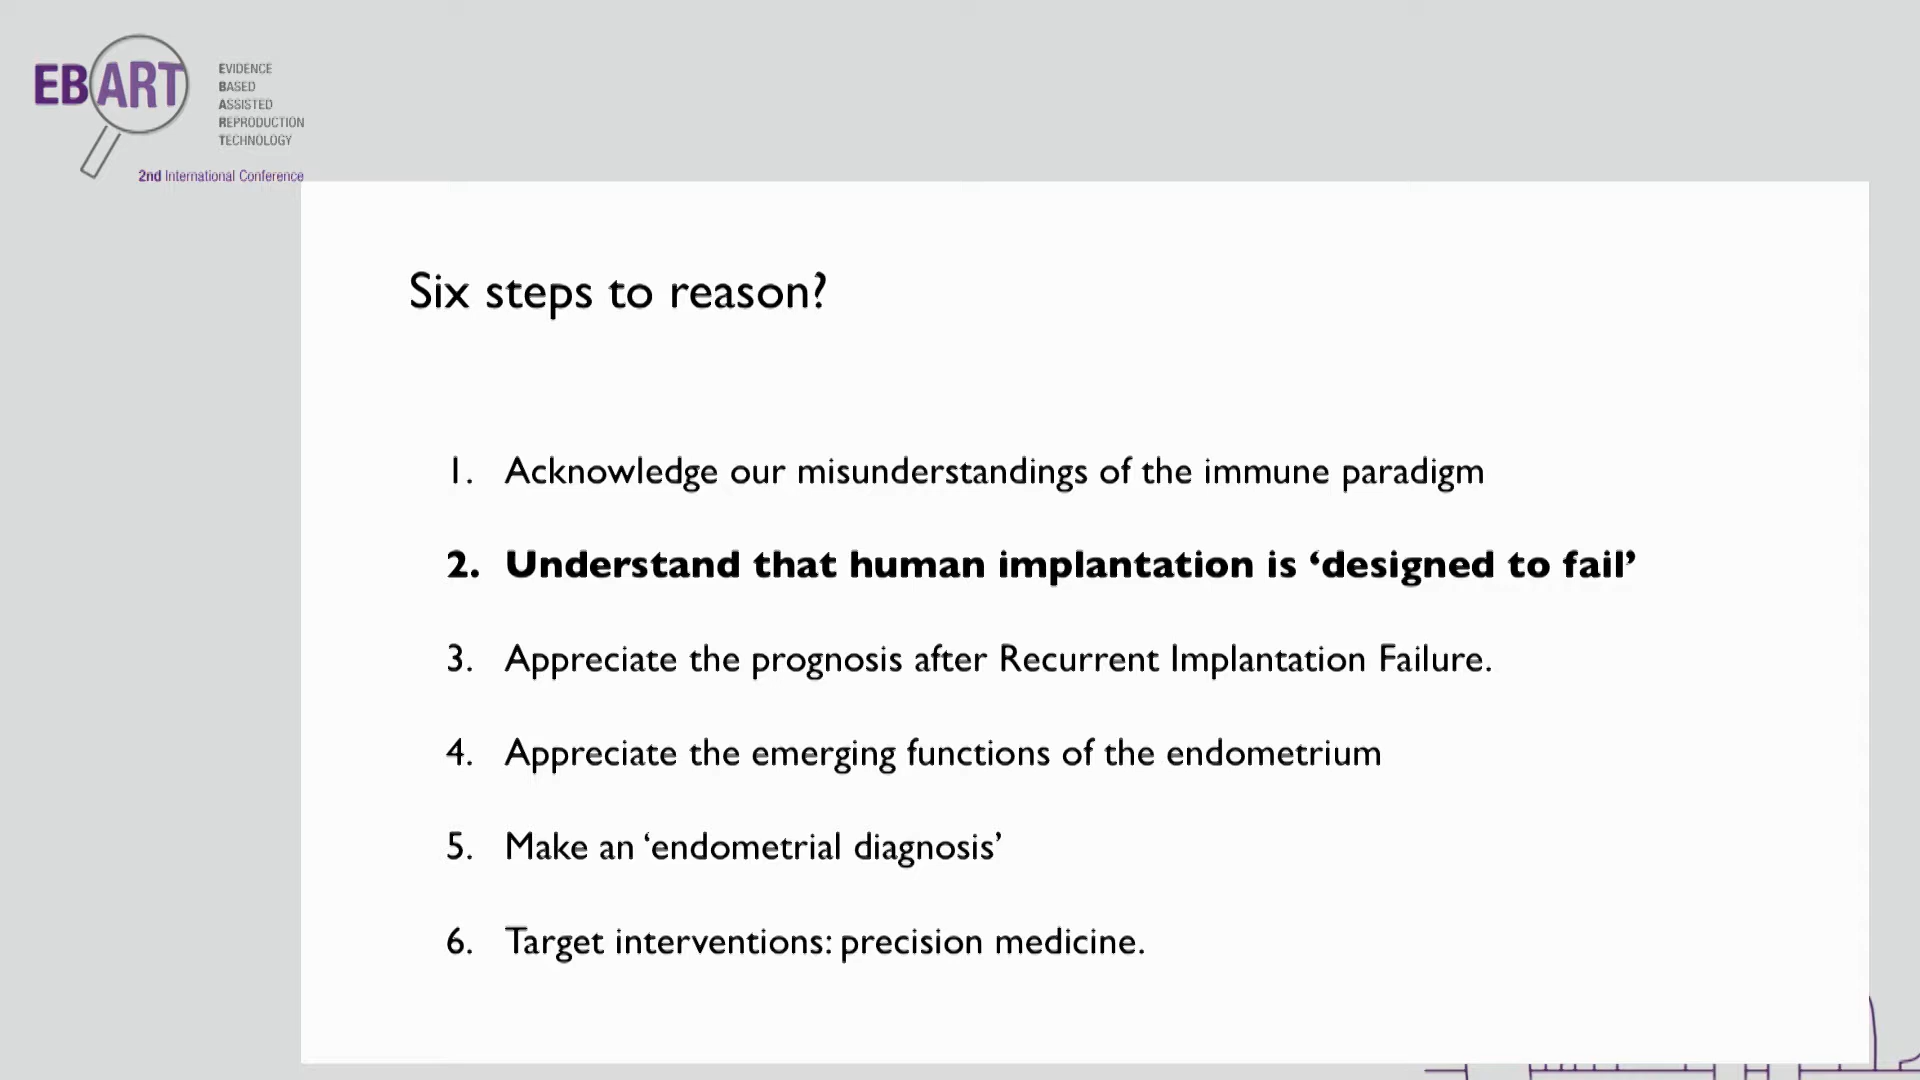 EBART
EVIDENCE
BASED
ASSISTED
REPRODUCTION
TECHNOLOGY
2nd International Conference
Six steps to reason?
1. Acknowledge our misunderstandings of the immune paradigm
2. Understand that human implantation is ‘designed to fail’
3. Appreciate the prognosis after Recurrent Implantation Failure.
4. Appreciate the emerging functions of the endometrium
5. Make an ‘endometrial diagnosis’
6. Target interventions: precision medicine.